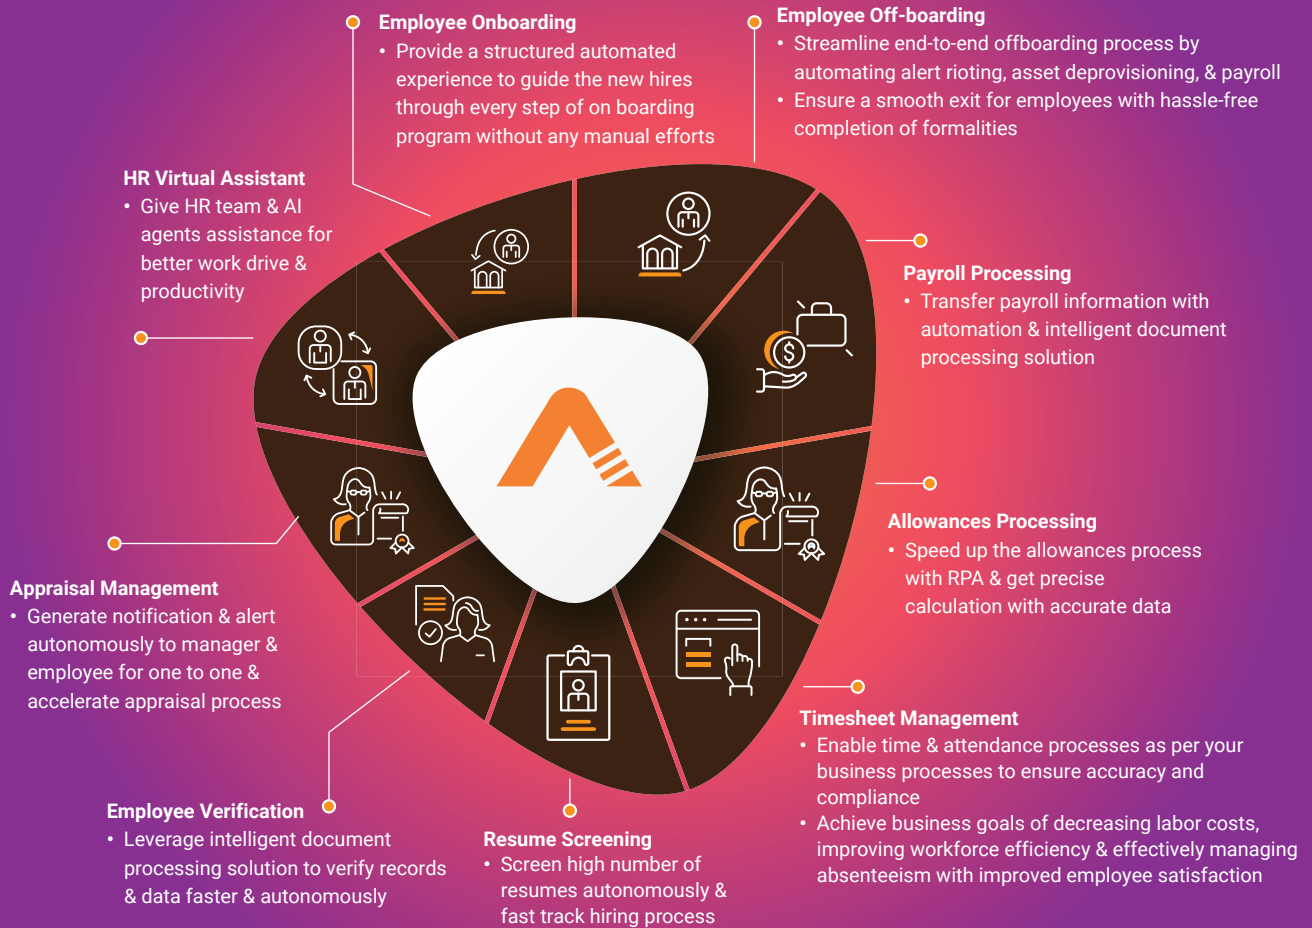 Employee Onboarding
• Provide a structured automated
experience to guide the new hires
through every step of on boarding
program without any manual efforts
Employee Off-boarding
• Streamline end-to-end offboarding process by
automating alert rioting, asset deprovisioning, & payroll
• Ensure a smooth exit for employees with hassle-free
completion of formalities
HR Virtual Assistant
• Give HR team & AI
agents assistance for
better work drive &
productivity
Payroll Processing
• Transfer payroll information with
automation & intelligent document
processing solution
Allowances Processing
• Speed up the allowances process
with RPA & get precise
calculation with accurate data
Appraisal Management
• Generate notification & alert
autonomously to manager &
employee for one to one &
accelerate appraisal process
Timesheet Management
• Enable time & attendance processes as per your
business processes to ensure accuracy and
compliance
• Achieve business goals of decreasing labor costs,
improving workforce efficiency & effectively managing
absenteeism with improved employee satisfaction
Employee Verification
• Leverage intelligent document
processing solution to verify records
& data faster & autonomously
Resume Screening
• Screen high number of
resumes autonomously &
fast track hiring process